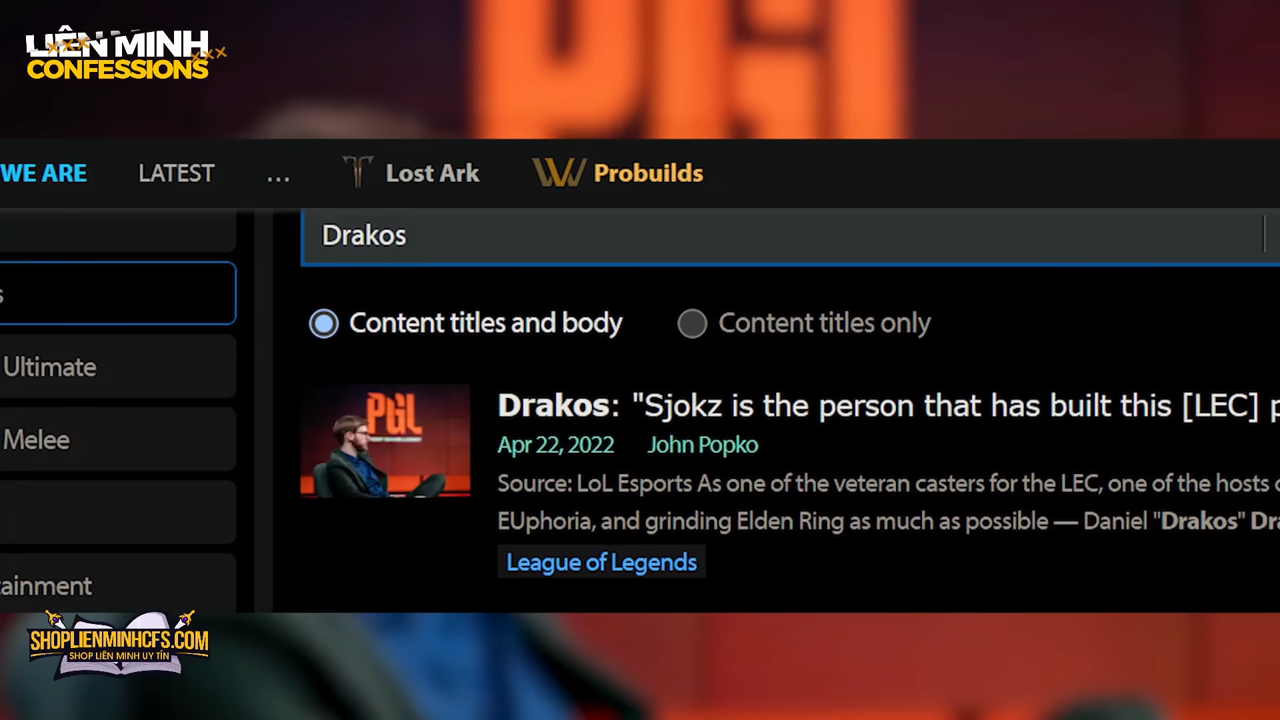 LIÊN MINH
CONFESSIONS
PGL
WE ARE
LATEST
...
Lost Ark
Probuilds
Drakos
s
Content titles and body
Content titles only
Ultimate
Melee
tainment
PGL
Drakos: "Sjokz is the person that has built this [LEC] p
Apr 22, 2022
John Popko
Source: LoL Esports As one of the veteran casters for the LEC, one of the hosts o
EUphoria, and grinding Elden Ring as much as possible — Daniel "Drakos" Dra
League of Legends
SHOPLIENMINHCFS.COM
SHOP LIÊN MINH UY TÍN